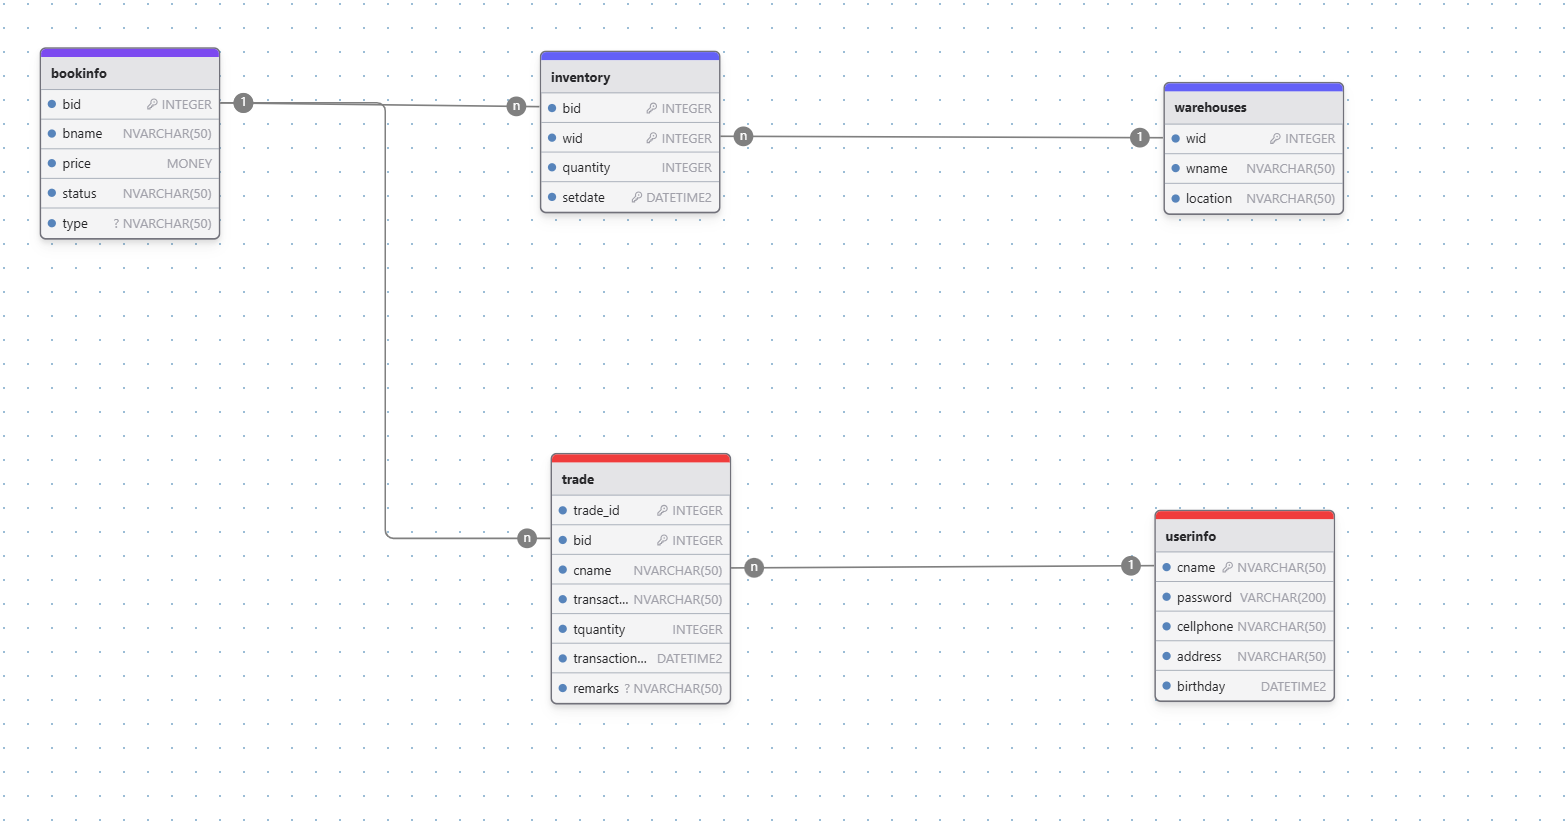 bookinfo
bid INTEGER
bname NVARCHAR(50)
price MONEY
status NVARCHAR(50)
type ? NVARCHAR(50)
1
n
inventory
bid INTEGER
wid INTEGER
quantity INTEGER
setdate DATETIME2
n
1
warehouses
wid INTEGER
wname NVARCHAR(50)
location NVARCHAR(50)
n
trade
trade_id INTEGER
bid INTEGER
cname NVARCHAR(50)
transact... NVARCHAR(50)
tquantity INTEGER
transaction... DATETIME2
remarks ? NVARCHAR(50)
n
1
userinfo
cname NVARCHAR(50)
password VARCHAR(200)
cellphone NVARCHAR(50)
address NVARCHAR(50)
birthday DATETIME2